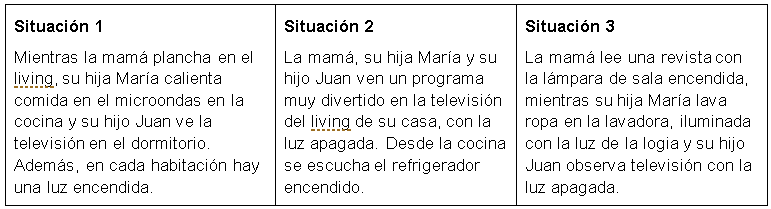 Situación 1
Mientras la mamá plancha en el
living, su hija María calienta
comida en el microondas en la
cocina y su hijo Juan ve la
televisión en el dormitorio.
Además, en cada habitación hay
una luz encendida.
Situación 2
La mamá, su hija María y su
hijo Juan ven un programa
muy divertido en la televisión
del living de su casa, con la
luz apagada. Desde la cocina
se escucha el refrigerador
encendido.
Situación 3
La mamá lee una revista con
la lámpara de sala encendida,
mientras su hija María lava
ropa en la lavadora, iluminada
con la luz de la logia y su hijo
Juan observa televisión con la
luz apagada.